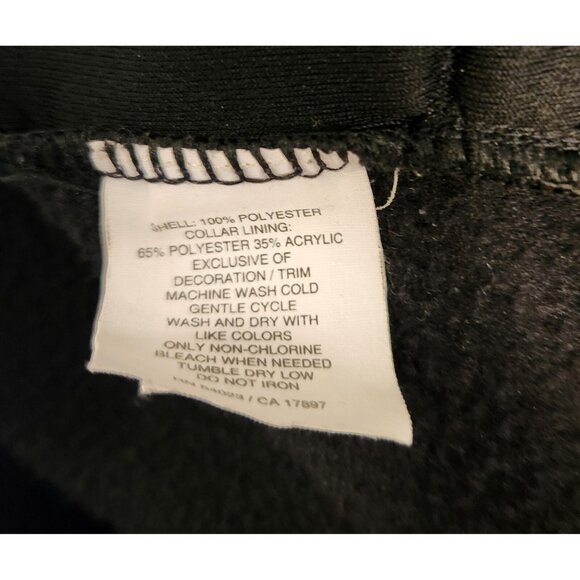 SHELL: 100% POLYESTER
COLLAR LINING:
65% POLYESTER 35% ACRYLIC
EXCLUSIVE OF
DECORATION / TRIM
MACHINE WASH COLD
GENTLE CYCLE
WASH AND DRY WITH
LIKE COLORS
ONLY NON-CHLORINE
BLEACH WHEN NEEDED
TUMBLE DRY LOW
DO NOT IRON
/ CA 17897